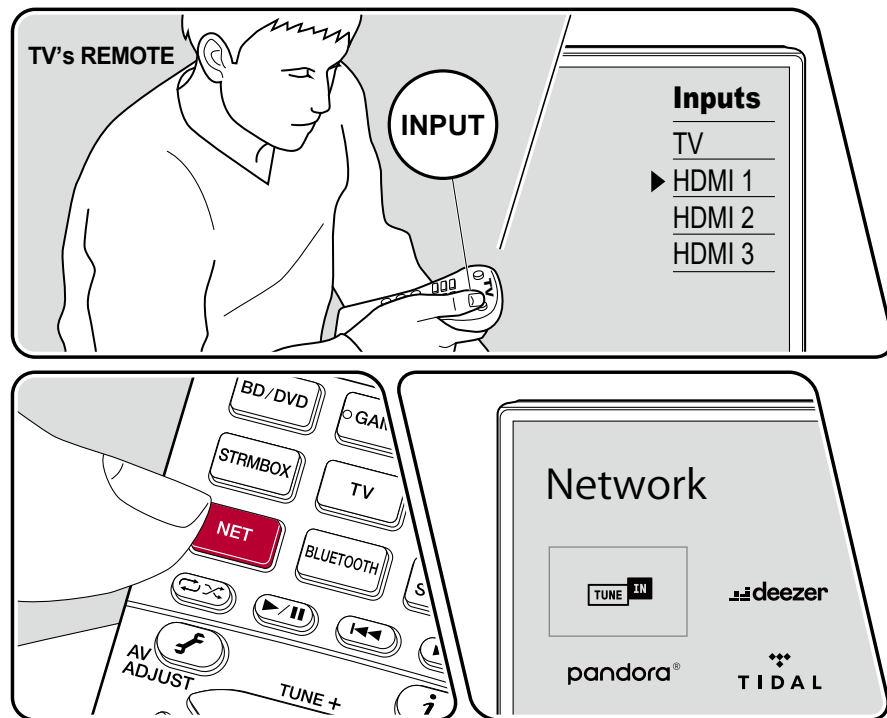 TV's REMOTE
INPUT
TV
Inputs
TV
HDMI 1
HDMI 2
HDMI 3
BD/DVD
STRMBOX
TV
NET
BLUETOOTH
AV
ADJUST
TUNE +
i
Network
TUNE IN
deezer
pandora®
TIDAL